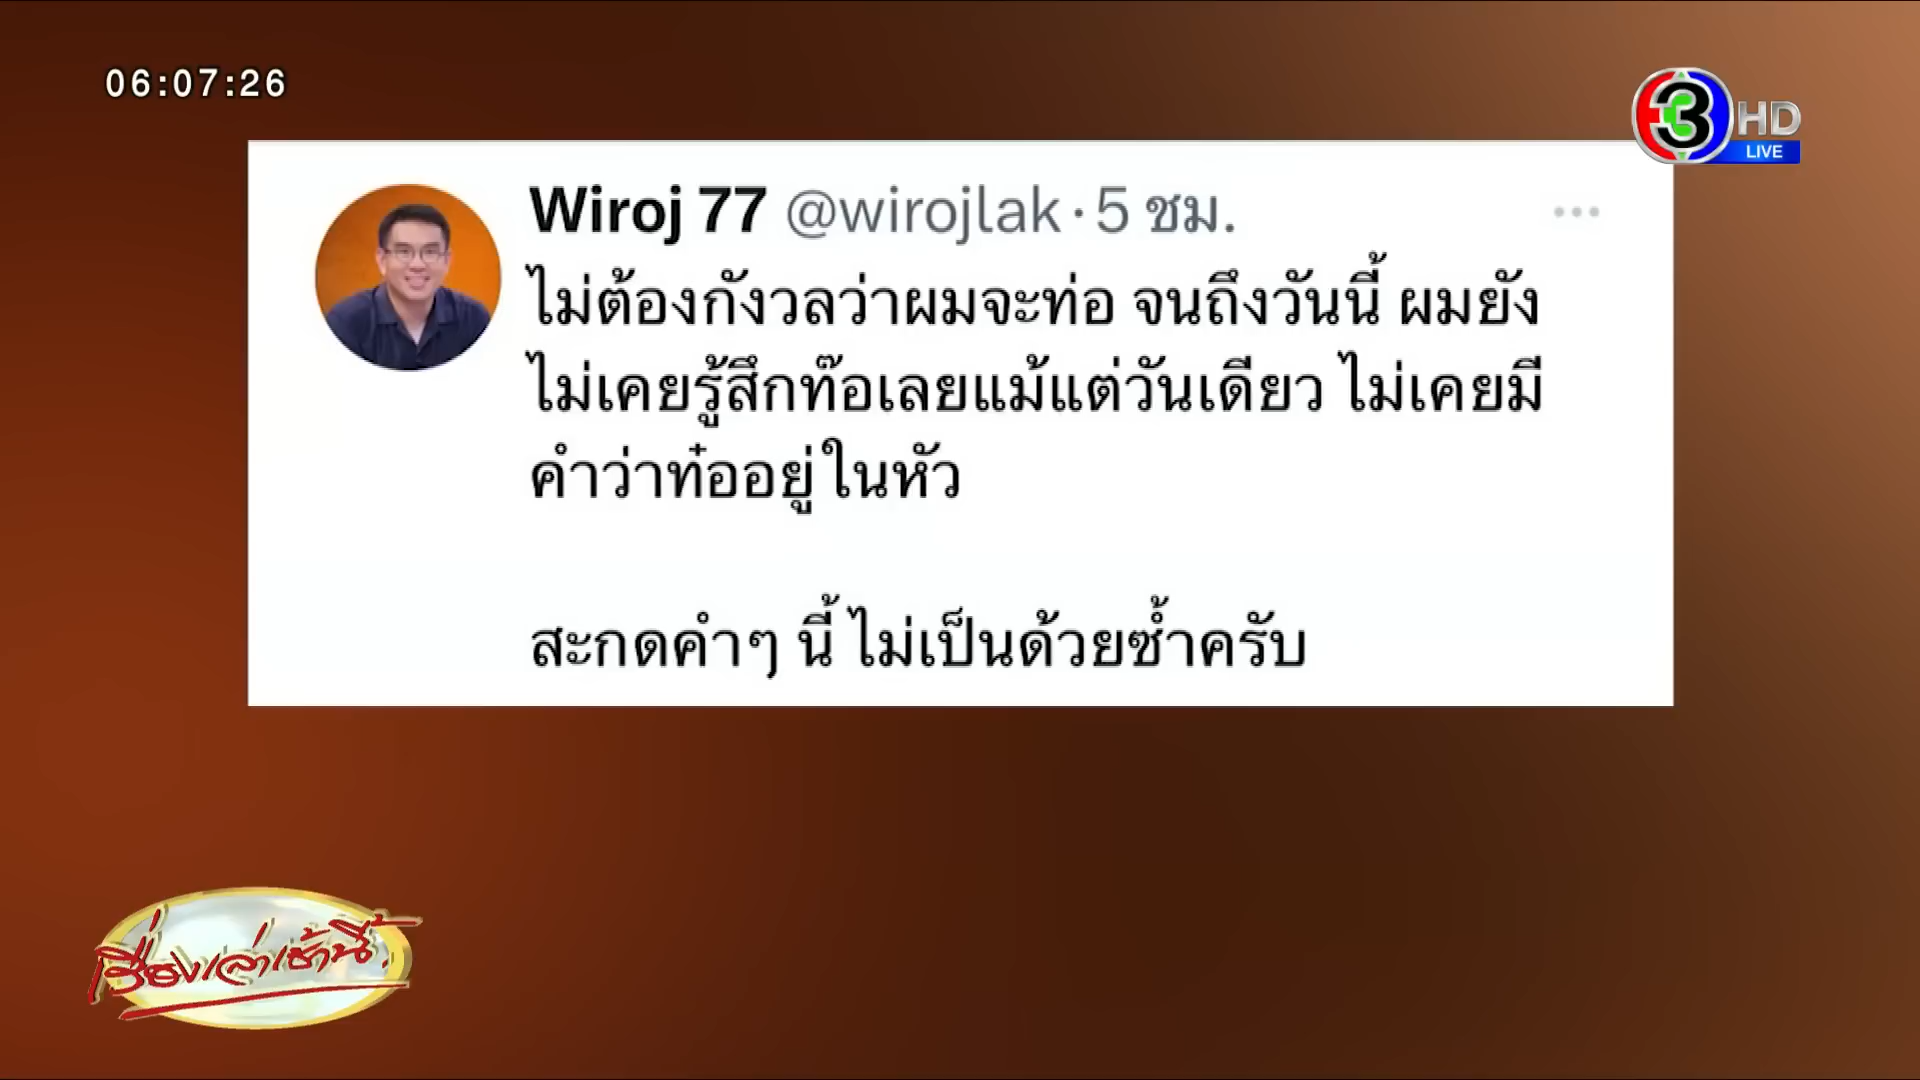 06:07:26
3 HD
LIVE
Wiroj 77 @wirojlak · 5 ชม.
ไม่ต้องกังวลว่าผมจะท่อ จนถึงวันนี้ ผมยัง
ไม่เคยรู้สึกท๊อเลยแม้แต่วันเดียว ไม่เคยมี
คำว่าท๋ออยู่ในหัว
สะกดคำๆ นี้ ไม่เป็นด้วยซ้ำครับ
เรื่องเล่าเช้านี้